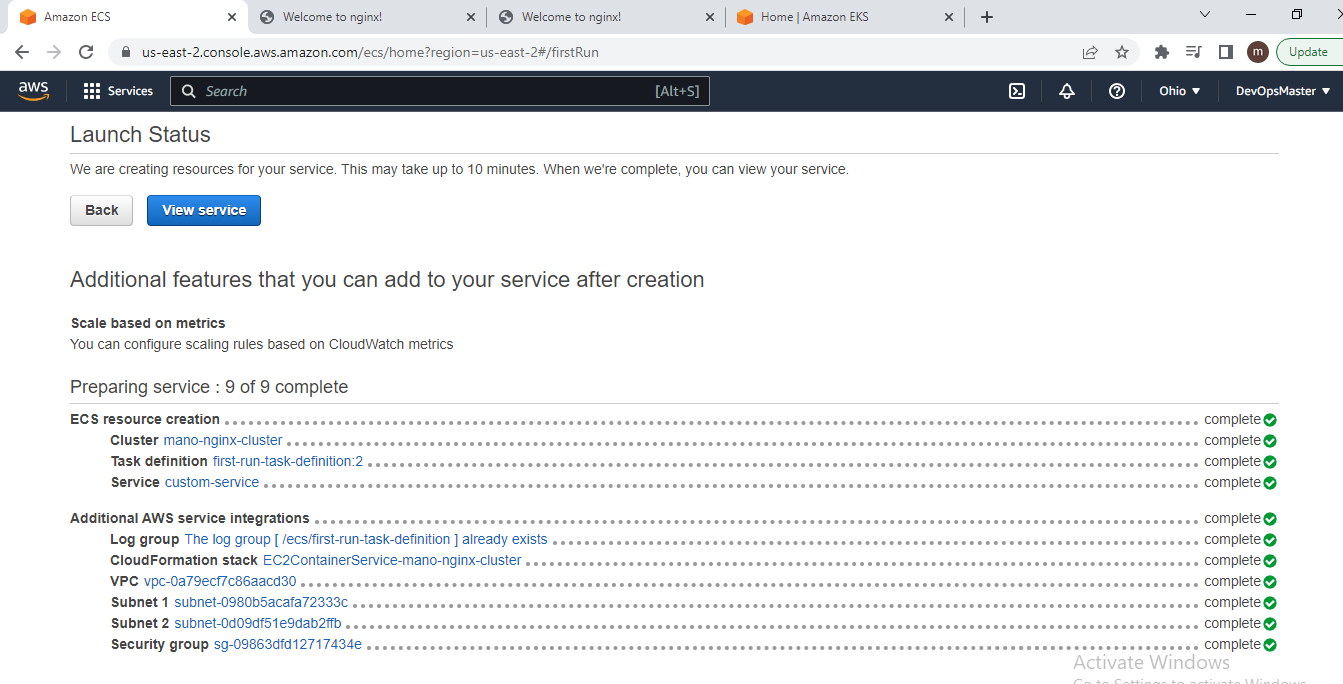 Amazon ECS
Welcome to nginx!
Welcome to nginx!
Home | Amazon EKS
us-east-2.console.aws.amazon.com/ecs/home?region=us-east-2#/firstRun
m
Update
aws
Services
Search
[Alt+S]
Ohio
DevOpsMaster
Launch Status
We are creating resources for your service. This may take up to 10 minutes. When we're complete, you can view your service.
Back
View service
Additional features that you can add to your service after creation
Scale based on metrics
You can configure scaling rules based on CloudWatch metrics
Preparing service : 9 of 9 complete
ECS resource creation complete
Cluster mano-nginx-cluster complete
Task definition first-run-task-definition:2 complete
Service custom-service complete
Additional AWS service integrations complete
Log group The log group [ /ecs/first-run-task-definition ] already exists complete
CloudFormation stack EC2ContainerService-mano-nginx-cluster complete
VPC vpc-0a79ecf7c86aacd30 complete
Subnet 1 subnet-0980b5acafa72333c complete
Subnet 2 subnet-0d09df51e9dab2ffb complete
Security group sg-09863dfd12717434e complete
Activate Windows
Go to Settings to activate Windows.